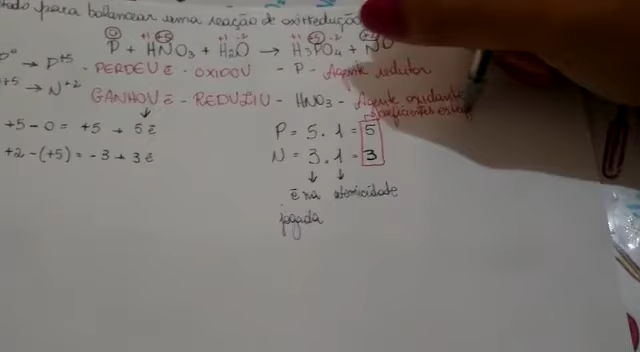 para balancear uma reação de oxirredução
P + HNO3 + H2O → H3PO4 + NO
P⁰ → P+5 - PERDEU ē - OXIDOU - P - Agente redutor
+5 → N+2 GANHOU ē - REDUZIU - HNO3 - Agente oxidante
+5 - 0 = +5 → 5 ē P = 5 . 1 = 5
+2 - (+5) = -3 → 3 ē N = 3 . 1 = 3
ē na atomicidade
jogada